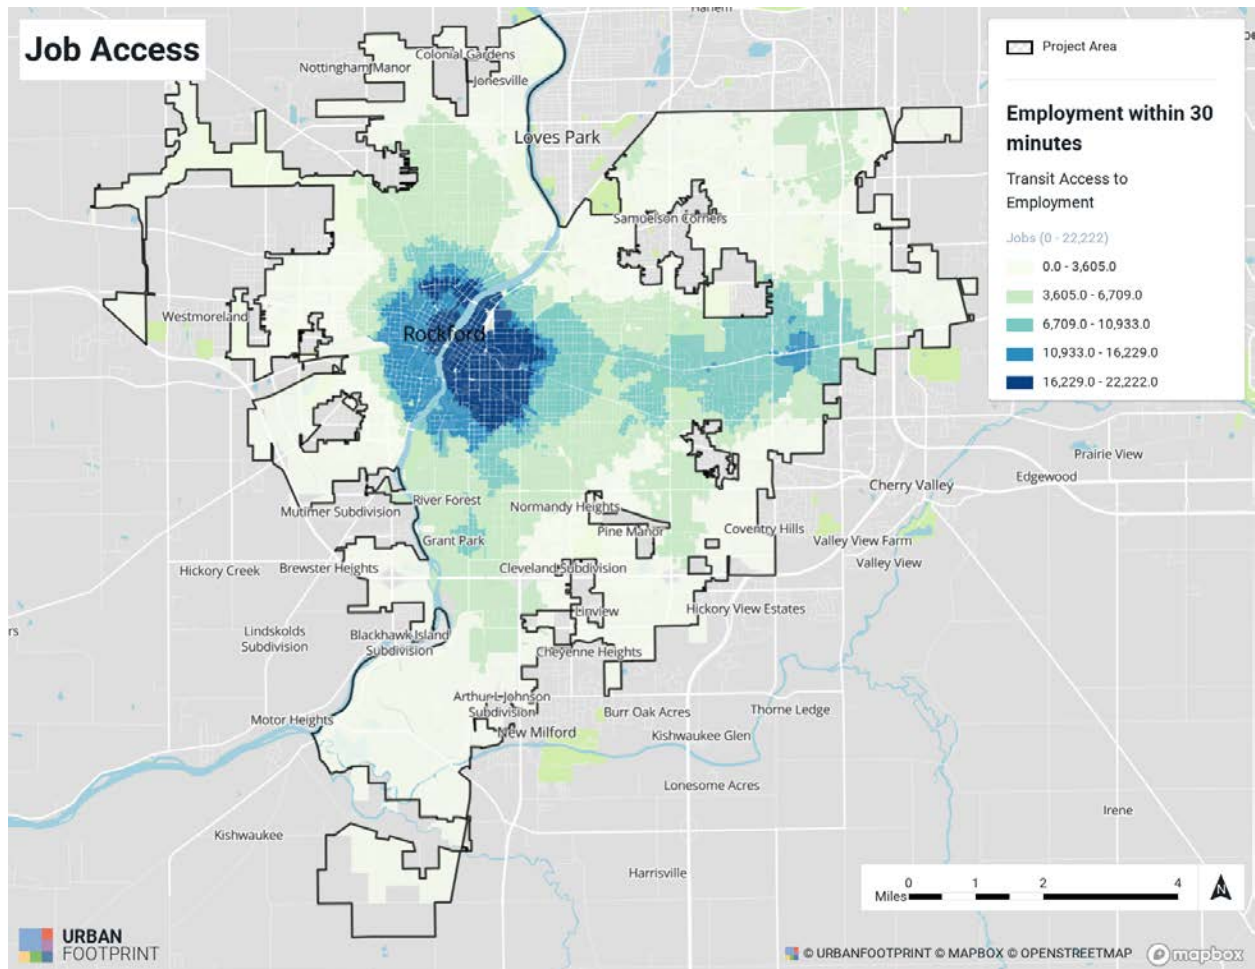 Job Access
Harlem
Nottingham Manor
Colonial Gardens
Jonesville
Loves Park
Samuelson Corners
Westmoreland
Rockford
Project Area
Employment within 30
minutes
Transit Access to
Employment
Jobs (0 - 22,222)
0.0 - 3,605.0
3,605.0 - 6,709.0
6,709.0 - 10,933.0
10,933.0 - 16,229.0
16,229.0 - 22,222.0
Prairie View
Edgewood
Cherry Valley
River Forest
Normandy Heights
Mutimer Subdivision
Coventry Hills
Pine Manor
Grant Park
Valley View Farm
Valley View
Hickory Creek
Brewster Heights
Cleveland Subdivision
Linview
Hickory View Estates
rs
Lindskolds
Subdivision
Blackhawk Island
Subdivision
Cheyenne Heights
Arthur L Johnson
Subdivision
Motor Heights
Burr Oak Acres
Thorne Ledge
New Milford
Kishwaukee Glen
Lonesome Acres
Irene
Kishwaukee
Harrisville
Miles 0 1 2 4
N
URBAN
FOOTPRINT
© URBANFOOTPRINT © MAPBOX © OPENSTREETMAP
mapbox